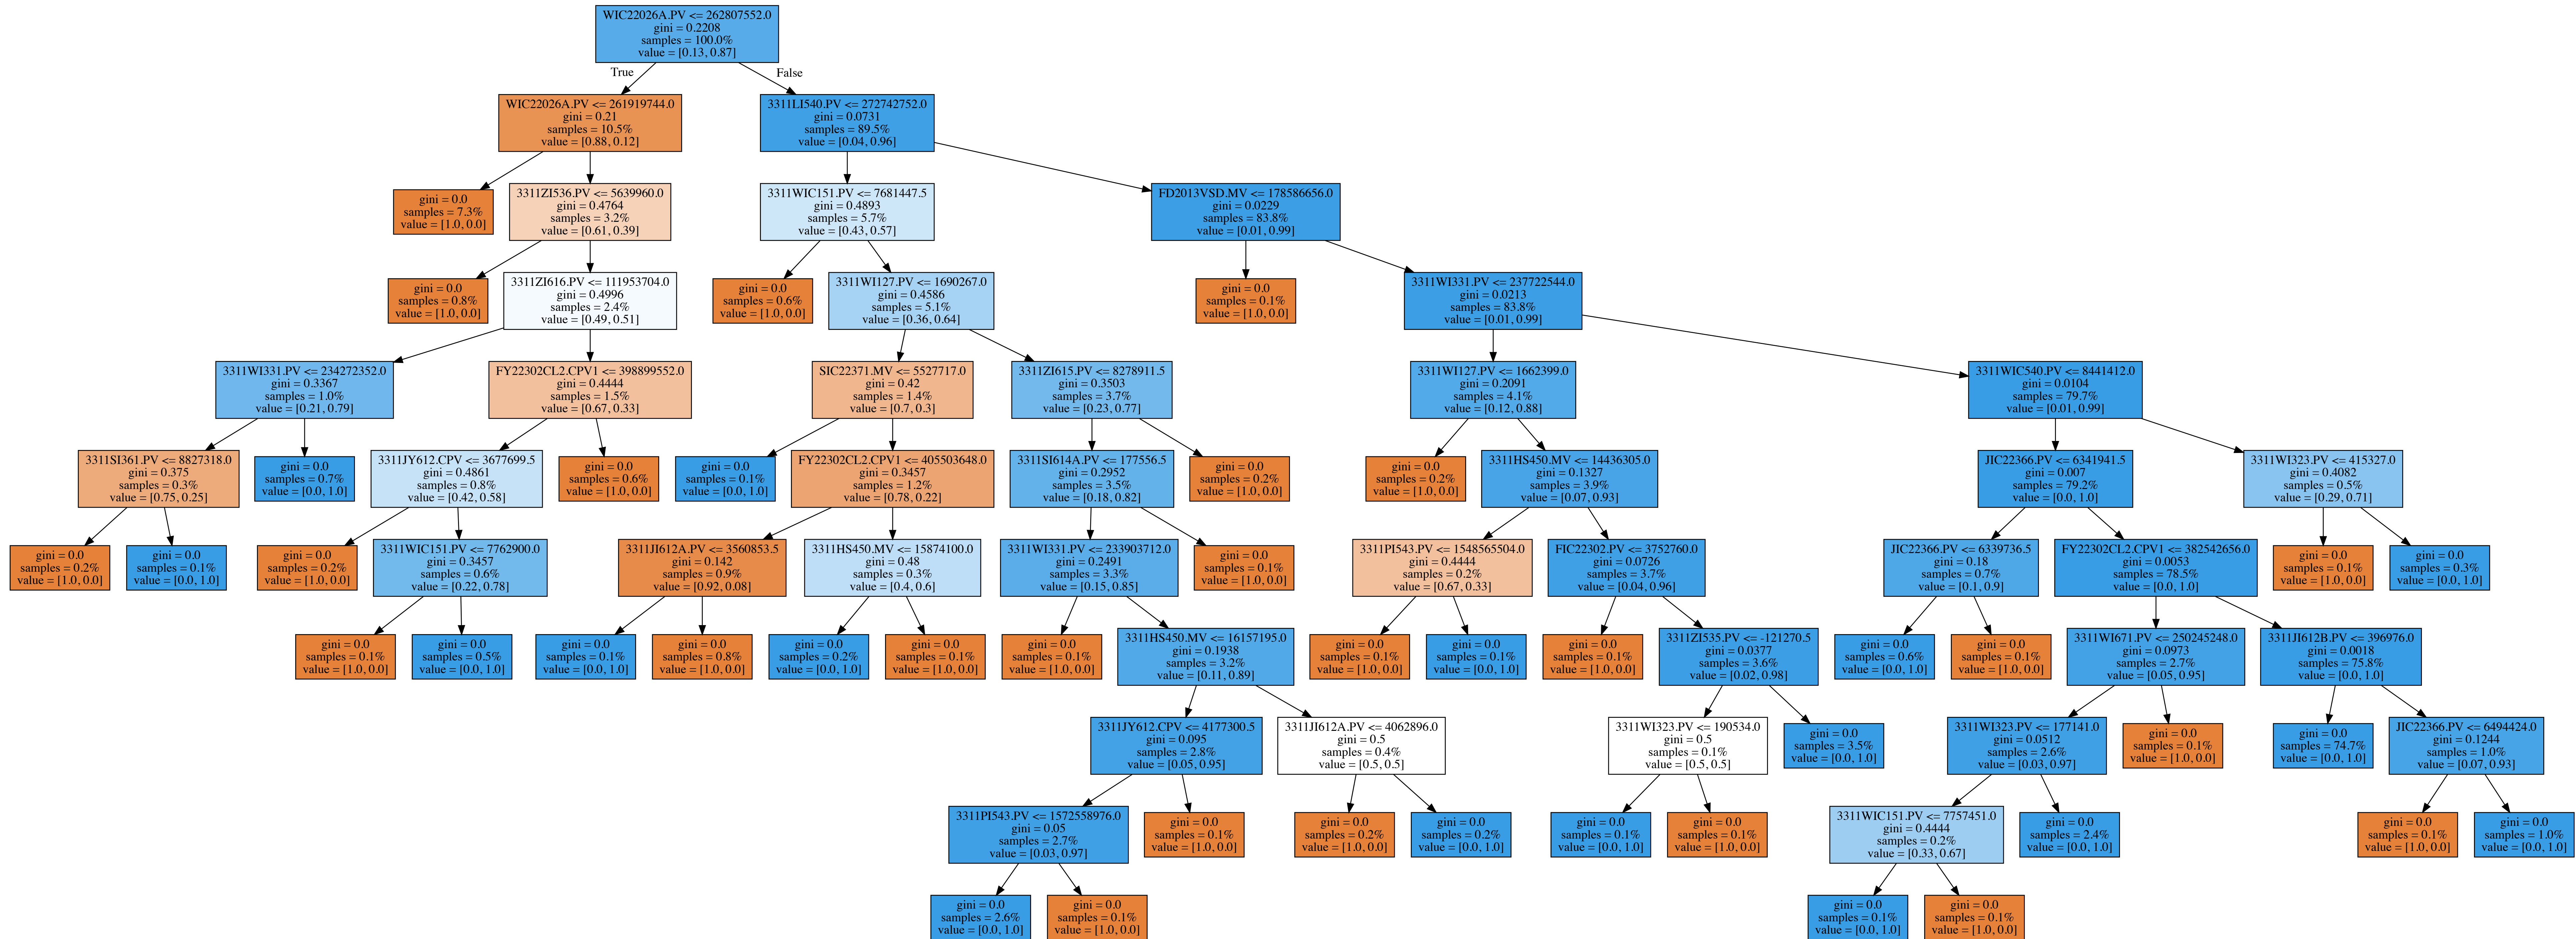 WIC22026A.PV <= 262807552.0
gini = 0.2208
samples = 100.0%
value = [0.13, 0.87]
True
False
WIC22026A.PV <= 261919744.0
gini = 0.21
samples = 10.5%
value = [0.88, 0.12]
3311LI540.PV <= 272742752.0
gini = 0.0731
samples = 89.5%
value = [0.04, 0.96]
gini = 0.0
samples = 7.3%
value = [1.0, 0.0]
3311ZI536.PV <= 5639960.0
gini = 0.4764
samples = 3.2%
value = [0.61, 0.39]
3311WIC151.PV <= 7681447.5
gini = 0.4893
samples = 5.7%
value = [0.43, 0.57]
FD2013VSD.MV <= 178586656.0
gini = 0.0229
samples = 83.8%
value = [0.01, 0.99]
gini = 0.0
samples = 0.8%
value = [1.0, 0.0]
3311ZI616.PV <= 111953704.0
gini = 0.4996
samples = 2.4%
value = [0.49, 0.51]
gini = 0.0
samples = 0.6%
value = [1.0, 0.0]
3311WI127.PV <= 1690267.0
gini = 0.4586
samples = 5.1%
value = [0.36, 0.64]
gini = 0.0
samples = 0.1%
value = [1.0, 0.0]
3311WI331.PV <= 237722544.0
gini = 0.0213
samples = 83.8%
value = [0.01, 0.99]
3311WI331.PV <= 234272352.0
gini = 0.3367
samples = 1.0%
value = [0.21, 0.79]
FY22302CL2.CPV1 <= 398899552.0
gini = 0.4444
samples = 1.5%
value = [0.67, 0.33]
SIC22371.MV <= 5527717.0
gini = 0.42
samples = 1.4%
value = [0.7, 0.3]
3311ZI615.PV <= 8278911.5
gini = 0.3503
samples = 3.7%
value = [0.23, 0.77]
3311WI127.PV <= 1662399.0
gini = 0.2091
samples = 4.1%
value = [0.12, 0.88]
3311WIC540.PV <= 8441412.0
gini = 0.0104
samples = 79.7%
value = [0.01, 0.99]
3311SI361.PV <= 8827318.0
gini = 0.375
samples = 0.3%
value = [0.75, 0.25]
gini = 0.0
samples = 0.7%
value = [0.0, 1.0]
3311JY612.CPV <= 3677699.5
gini = 0.4861
samples = 0.8%
value = [0.42, 0.58]
gini = 0.0
samples = 0.6%
value = [1.0, 0.0]
gini = 0.0
samples = 0.1%
value = [0.0, 1.0]
FY22302CL2.CPV1 <= 405503648.0
gini = 0.3457
samples = 1.2%
value = [0.78, 0.22]
3311SI614A.PV <= 177556.5
gini = 0.2952
samples = 3.5%
value = [0.18, 0.82]
gini = 0.0
samples = 0.2%
value = [1.0, 0.0]
gini = 0.0
samples = 0.2%
value = [1.0, 0.0]
3311HS450.MV <= 14436305.0
gini = 0.1327
samples = 3.9%
value = [0.07, 0.93]
JIC22366.PV <= 6341941.5
gini = 0.007
samples = 79.2%
value = [0.0, 1.0]
3311WI323.PV <= 415327.0
gini = 0.4082
samples = 0.5%
value = [0.29, 0.71]
gini = 0.0
samples = 0.2%
value = [1.0, 0.0]
gini = 0.0
samples = 0.1%
value = [0.0, 1.0]
gini = 0.0
samples = 0.2%
value = [1.0, 0.0]
3311WIC151.PV <= 7762900.0
gini = 0.3457
samples = 0.6%
value = [0.22, 0.78]
3311JI612A.PV <= 3560853.5
gini = 0.142
samples = 0.9%
value = [0.92, 0.08]
3311HS450.MV <= 15874100.0
gini = 0.48
samples = 0.3%
value = [0.4, 0.6]
3311WI331.PV <= 233903712.0
gini = 0.2491
samples = 3.3%
value = [0.15, 0.85]
gini = 0.0
samples = 0.1%
value = [1.0, 0.0]
3311PI543.PV <= 1548565504.0
gini = 0.4444
samples = 0.2%
value = [0.67, 0.33]
FIC22302.PV <= 3752760.0
gini = 0.0726
samples = 3.7%
value = [0.04, 0.96]
JIC22366.PV <= 6339736.5
gini = 0.18
samples = 0.7%
value = [0.1, 0.9]
FY22302CL2.CPV1 <= 382542656.0
gini = 0.0053
samples = 78.5%
value = [0.0, 1.0]
gini = 0.0
samples = 0.1%
value = [1.0, 0.0]
gini = 0.0
samples = 0.3%
value = [0.0, 1.0]
gini = 0.0
samples = 0.1%
value = [1.0, 0.0]
gini = 0.0
samples = 0.5%
value = [0.0, 1.0]
gini = 0.0
samples = 0.1%
value = [0.0, 1.0]
gini = 0.0
samples = 0.8%
value = [1.0, 0.0]
gini = 0.0
samples = 0.2%
value = [0.0, 1.0]
gini = 0.0
samples = 0.1%
value = [1.0, 0.0]
gini = 0.0
samples = 0.1%
value = [1.0, 0.0]
3311HS450.MV <= 16157195.0
gini = 0.1938
samples = 3.2%
value = [0.11, 0.89]
gini = 0.0
samples = 0.1%
value = [1.0, 0.0]
gini = 0.0
samples = 0.1%
value = [0.0, 1.0]
gini = 0.0
samples = 0.1%
value = [1.0, 0.0]
3311ZI535.PV <= -121270.5
gini = 0.0377
samples = 3.6%
value = [0.02, 0.98]
gini = 0.0
samples = 0.6%
value = [0.0, 1.0]
gini = 0.0
samples = 0.1%
value = [1.0, 0.0]
3311WI671.PV <= 250245248.0
gini = 0.0973
samples = 2.7%
value = [0.05, 0.95]
3311JI612B.PV <= 396976.0
gini = 0.0018
samples = 75.8%
value = [0.0, 1.0]
3311JY612.CPV <= 4177300.5
gini = 0.095
samples = 2.8%
value = [0.05, 0.95]
3311JI612A.PV <= 4062896.0
gini = 0.5
samples = 0.4%
value = [0.5, 0.5]
3311WI323.PV <= 190534.0
gini = 0.5
samples = 0.1%
value = [0.5, 0.5]
gini = 0.0
samples = 3.5%
value = [0.0, 1.0]
3311WI323.PV <= 177141.0
gini = 0.0512
samples = 2.6%
value = [0.03, 0.97]
gini = 0.0
samples = 0.1%
value = [1.0, 0.0]
gini = 0.0
samples = 74.7%
value = [0.0, 1.0]
JIC22366.PV <= 6494424.0
gini = 0.1244
samples = 1.0%
value = [0.07, 0.93]
3311PI543.PV <= 1572558976.0
gini = 0.05
samples = 2.7%
value = [0.03, 0.97]
gini = 0.0
samples = 0.1%
value = [1.0, 0.0]
gini = 0.0
samples = 0.2%
value = [1.0, 0.0]
gini = 0.0
samples = 0.2%
value = [0.0, 1.0]
gini = 0.0
samples = 0.1%
value = [0.0, 1.0]
gini = 0.0
samples = 0.1%
value = [1.0, 0.0]
3311WIC151.PV <= 7757451.0
gini = 0.4444
samples = 0.2%
value = [0.33, 0.67]
gini = 0.0
samples = 2.4%
value = [0.0, 1.0]
gini = 0.0
samples = 0.1%
value = [1.0, 0.0]
gini = 0.0
samples = 1.0%
value = [0.0, 1.0]
gini = 0.0
samples = 2.6%
value = [0.0, 1.0]
gini = 0.0
samples = 0.1%
value = [1.0, 0.0]
gini = 0.0
samples = 0.1%
value = [0.0, 1.0]
gini = 0.0
samples = 0.1%
value = [1.0, 0.0]